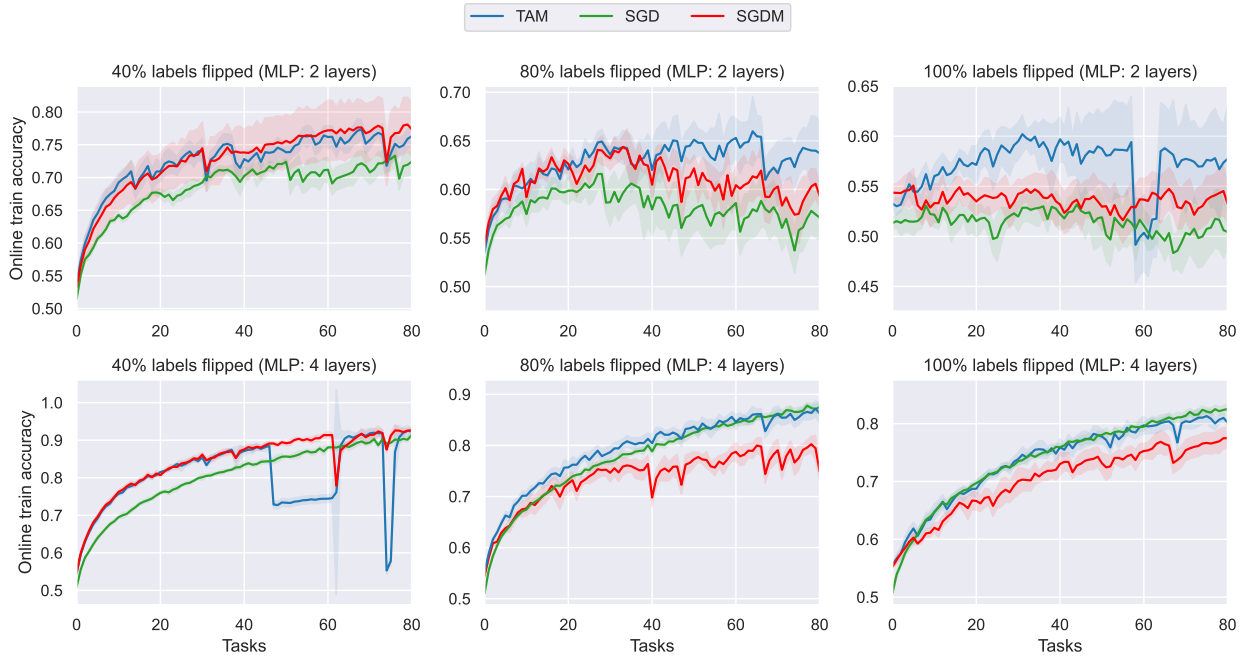 TAM SGD SGDM
40% labels flipped (MLP: 2 layers) 80% labels flipped (MLP: 2 layers) 100% labels flipped (MLP: 2 layers)
Online train accuracy
0.80 0.75 0.70 0.65 0.60 0.55 0.50
0.70 0.65 0.60 0.55 0.50
0.65 0.60 0.55 0.50 0.45
0 20 40 60 80 0 20 40 60 80 0 20 40 60 80
40% labels flipped (MLP: 4 layers) 80% labels flipped (MLP: 4 layers) 100% labels flipped (MLP: 4 layers)
Online train accuracy
1.0 0.9 0.8 0.7 0.6 0.5
0.9 0.8 0.7 0.6 0.5
0.8 0.7 0.6 0.5
0 20 40 60 80 0 20 40 60 80 0 20 40 60 80
Tasks Tasks Tasks